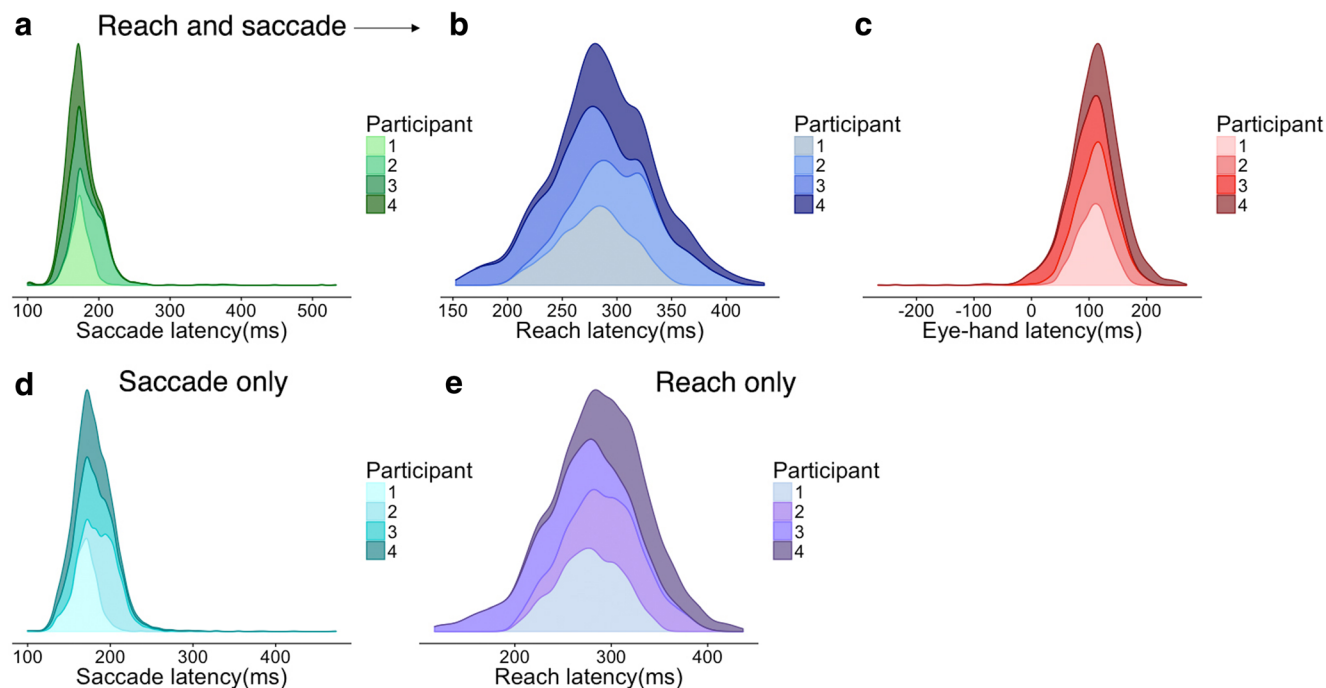 a Reach and saccade b c
Participant
1
2
3
4
100 200 300 400 500
Saccade latency(ms)
Participant
1
2
3
4
150 200 250 300 350 400
Reach latency(ms)
Participant
1
2
3
4
-200 -100 0 100 200
Eye-hand latency(ms)
d Saccade only
Participant
1
2
3
4
100 200 300 400
Saccade latency(ms)
e Reach only
Participant
1
2
3
4
200 300 400
Reach latency(ms)